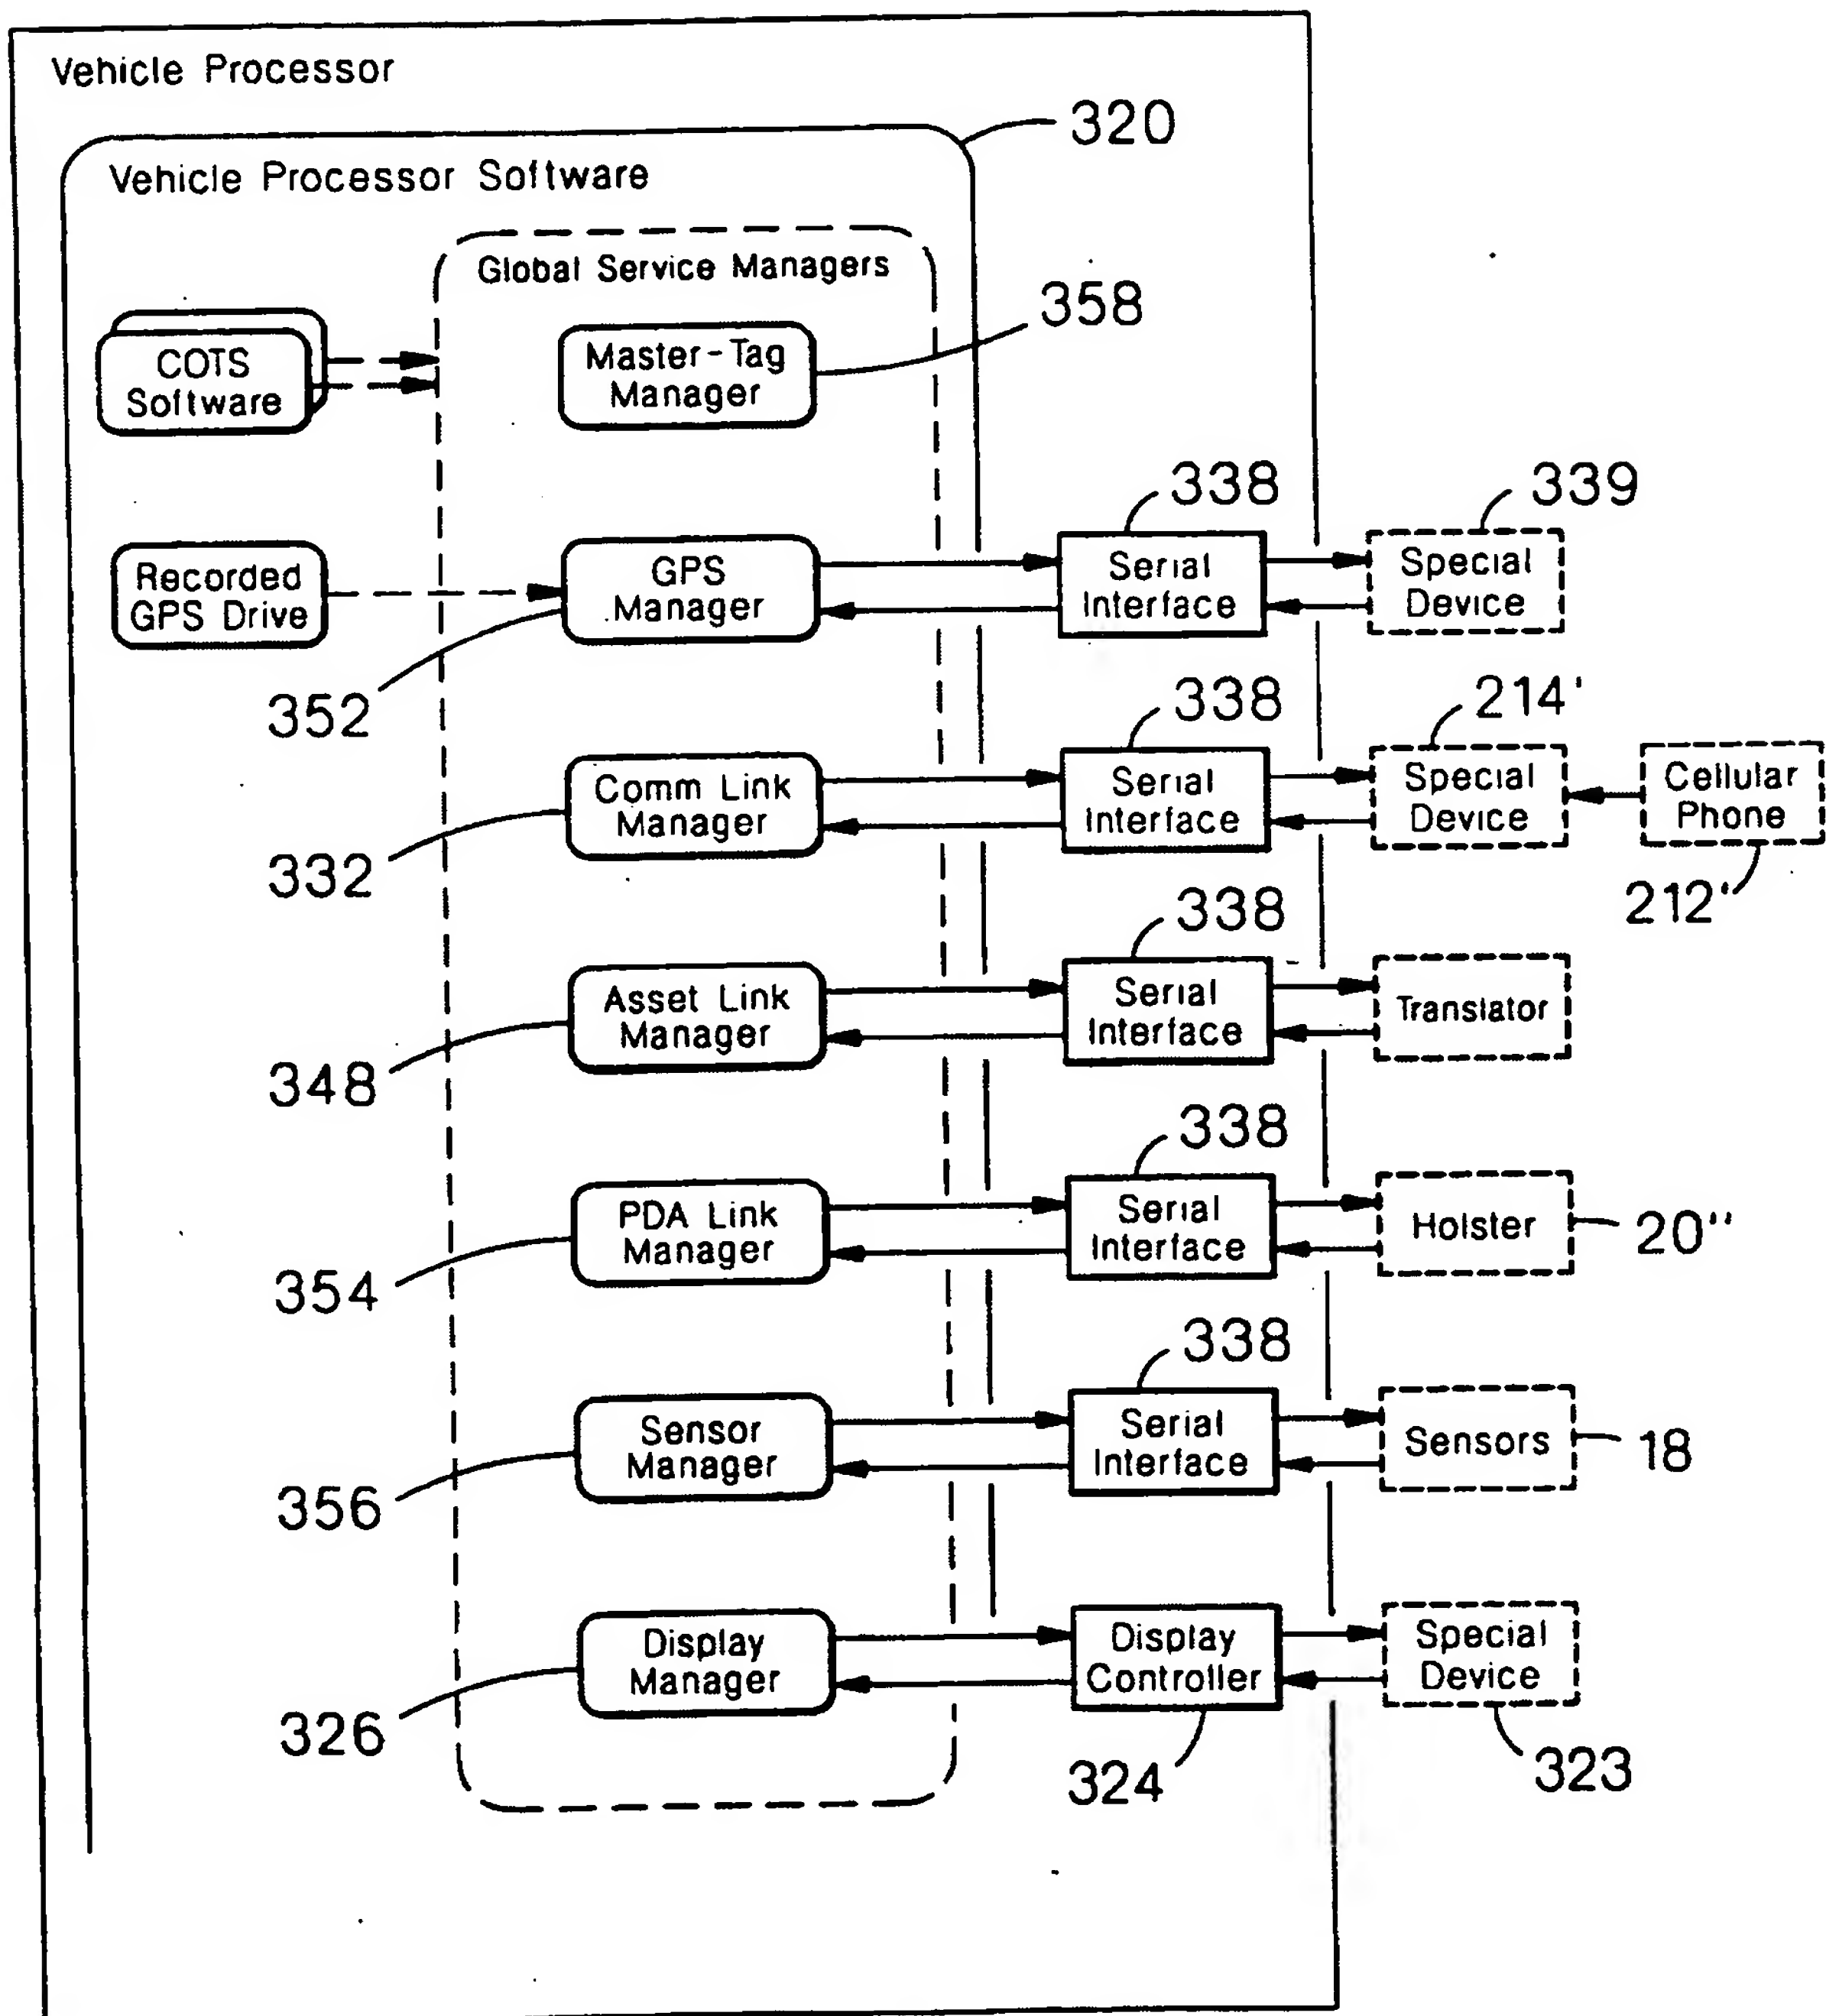 Vehicle Processor
320
Vehicle Processor Software
Global Service Managers
358
COTS
Software
Master-Tag
Manager
338
339
Recorded
GPS Drive
GPS
Manager
Serial
Interface
Special
Device
352
338
214'
Comm Link
Manager
Serial
Interface
Special
Device
Cellular
Phone
332
212'
338
Asset Link
Manager
Serial
Interface
Translator
348
338
PDA Link
Manager
Serial
Interface
Holster
20"
354
338
Sensor
Manager
Serial
Interface
Sensors
18
356
Display
Manager
Display
Controller
Special
Device
326
324
323